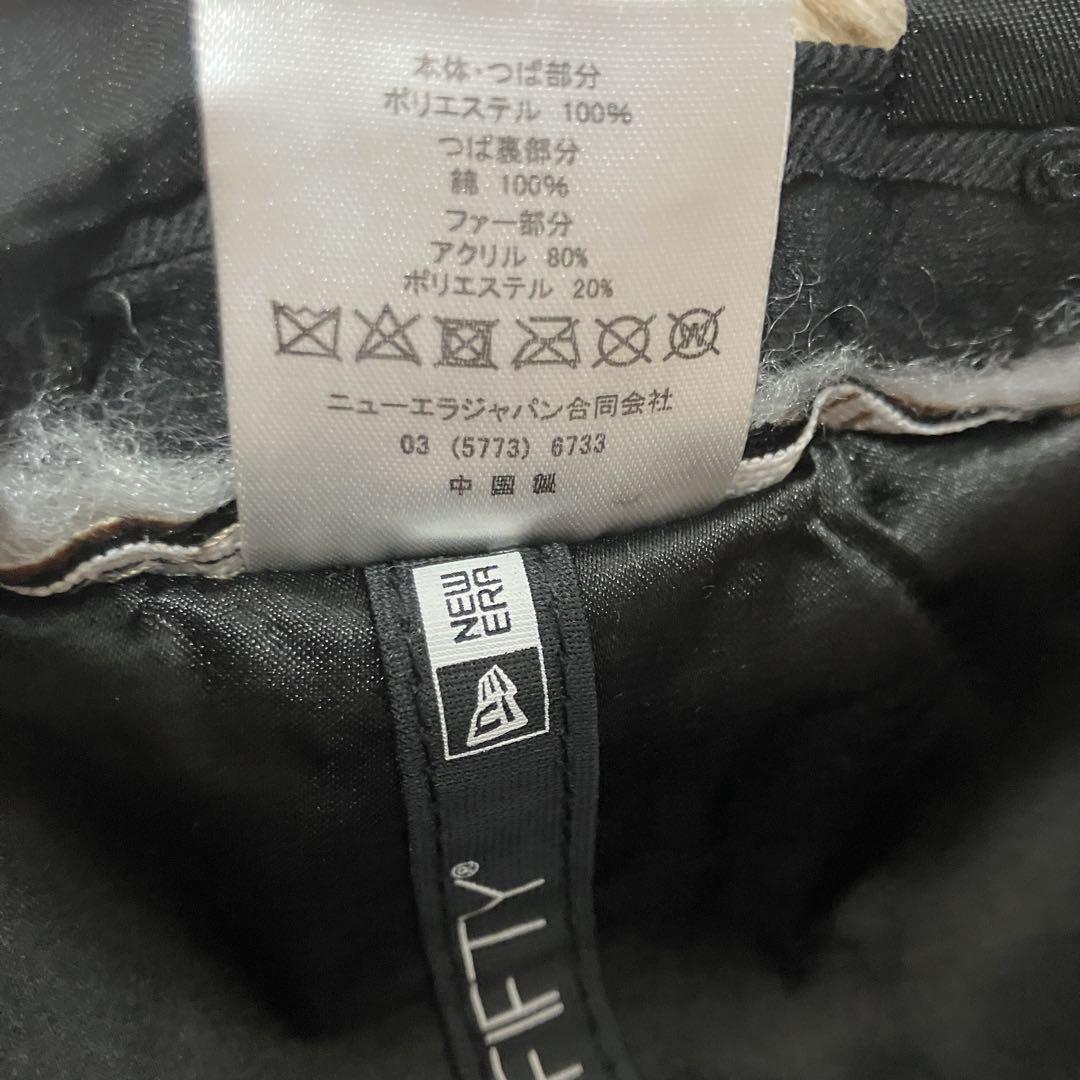 本体・つば部分
ポリエステル 100%
つば裏部分
綿 100%
ファー部分
アクリル 80%
ポリエステル 20%
W
ニューエラジャパン合同会社
03 (5773) 6733
中国製
NEW
ERA
FIFTY®